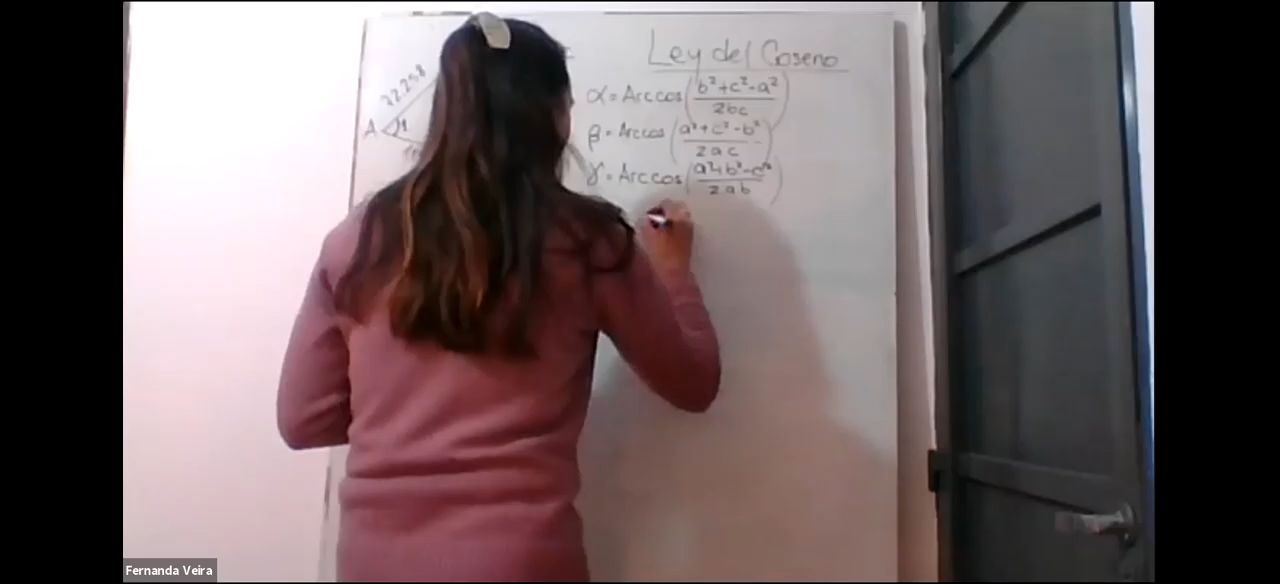 Ley del Coseno
α = Arccos (b²+c²-a² / 2bc)
β = Arccos (a²+c²-b² / 2ac)
γ = Arccos (a²+b²-c² / 2ab)
A
Fernanda Veira